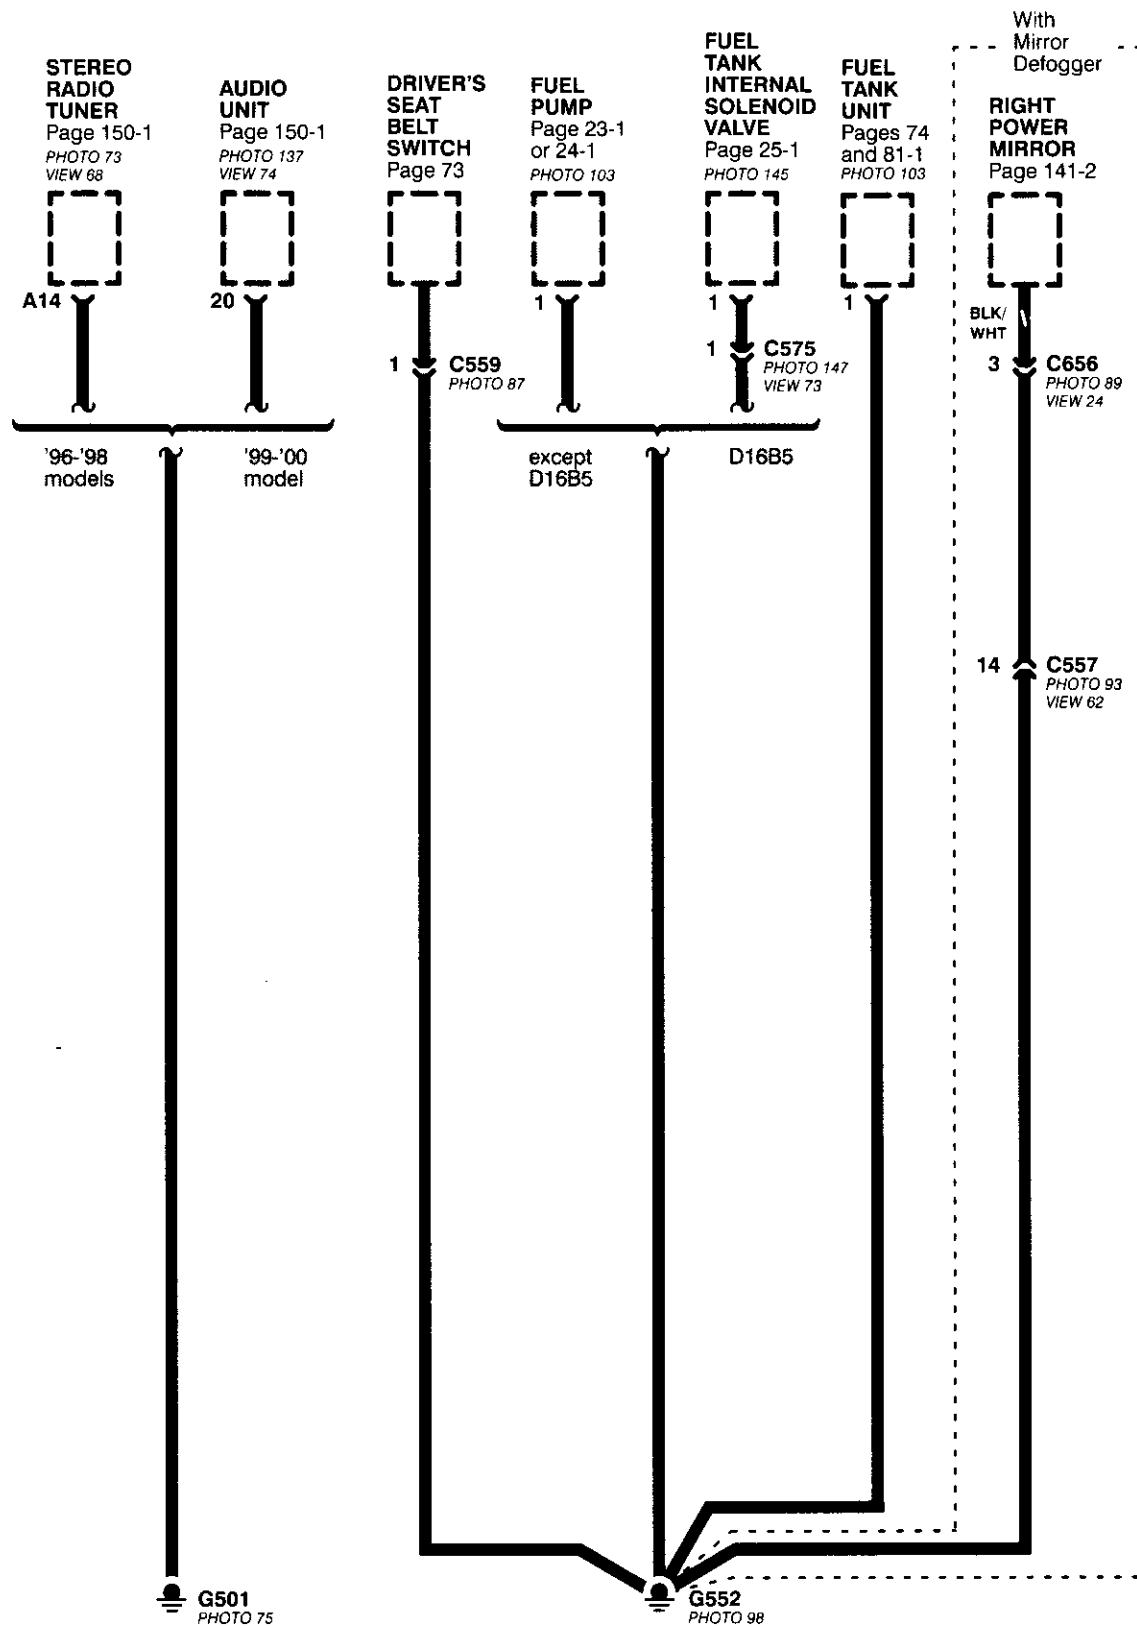 With
Mirror
Defogger
STEREO
RADIO
TUNER
Page 150-1
PHOTO 73
VIEW 68
AUDIO
UNIT
Page 150-1
PHOTO 137
VIEW 74
DRIVER'S
SEAT
BELT
SWITCH
Page 73
FUEL
PUMP
Page 23-1
or 24-1
PHOTO 103
FUEL
TANK
INTERNAL
SOLENOID
VALVE
Page 25-1
PHOTO 145
FUEL
TANK
UNIT
Pages 74
and 81-1
PHOTO 103
RIGHT
POWER
MIRROR
Page 141-2
A14
20
1
1
1
BLK/
WHT
1
C559
PHOTO 87
1
C575
PHOTO 147
VIEW 73
3
C656
PHOTO 89
VIEW 24
'96-'98
models
'99-'00
model
except
D16B5
D16B5
14
C557
PHOTO 93
VIEW 62
G501
PHOTO 75
G552
PHOTO 98